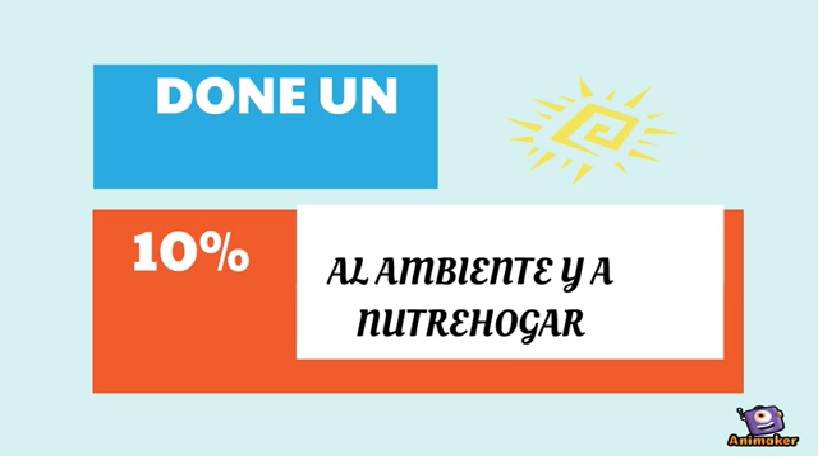 DONE UN
10%
AL AMBIENTE Y A
NUTREHOGAR
Animaker